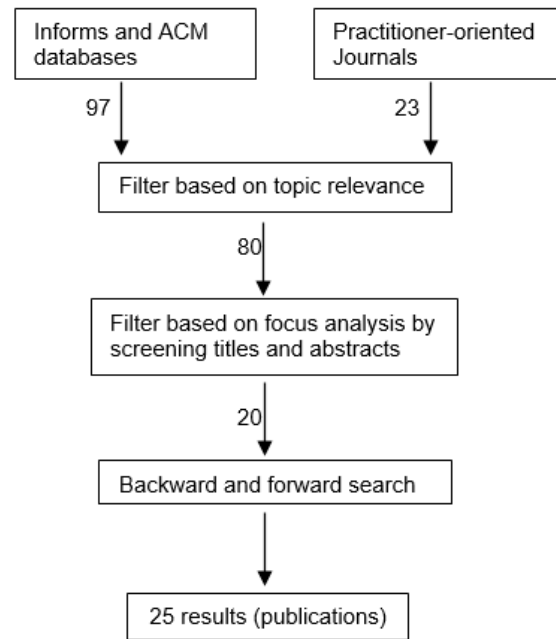 Informs and ACM
databases
Practitioner-oriented
Journals
97
23
Filter based on topic relevance
80
Filter based on focus analysis by
screening titles and abstracts
20
Backward and forward search
25 results (publications)